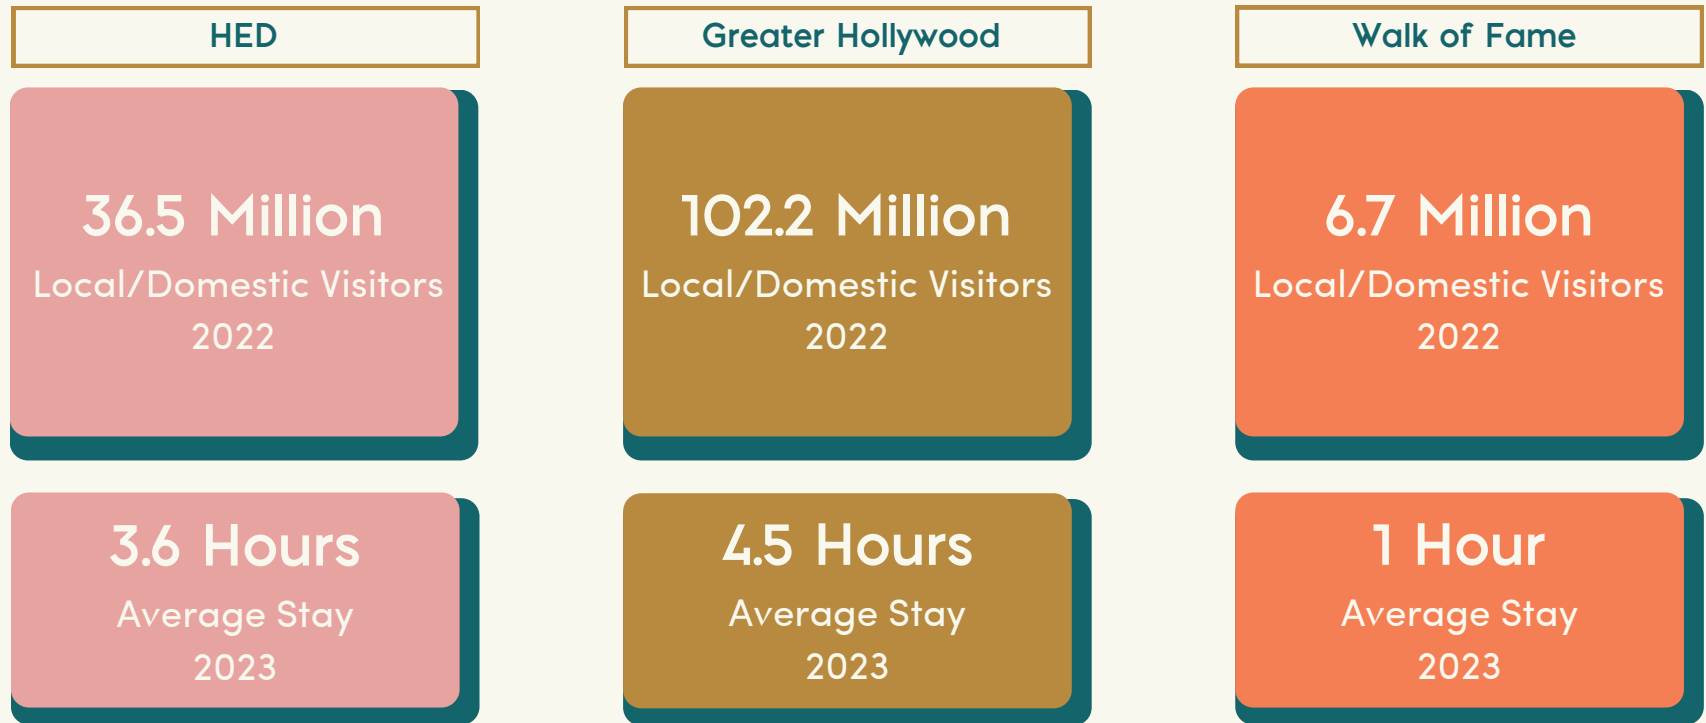 HED
36.5 Million
Local/Domestic Visitors
2022
3.6 Hours
Average Stay
2023
Greater Hollywood
102.2 Million
Local/Domestic Visitors
2022
4.5 Hours
Average Stay
2023
Walk of Fame
6.7 Million
Local/Domestic Visitors
2022
1 Hour
Average Stay
2023